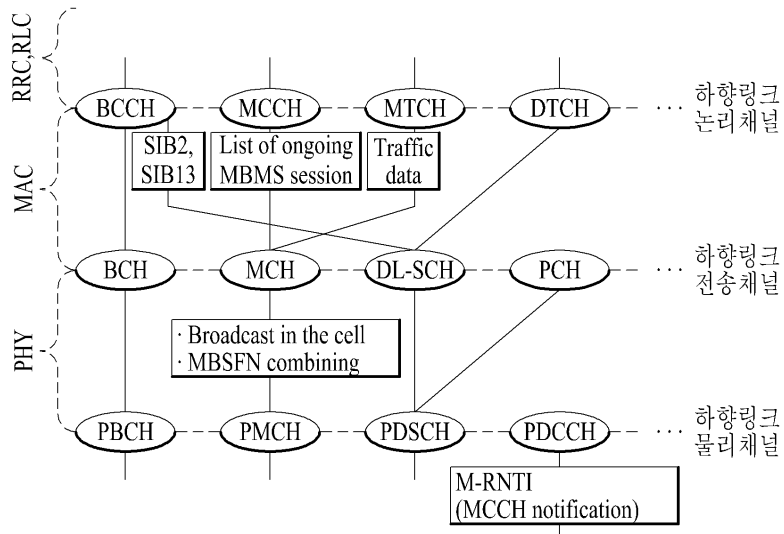 RRC,RLC
BCCH
MCCH
MTCH
DTCH
··· 하향링크
논리채널
SIB2,
SIB13
List of ongoing
MBMS session
Traffic
data
MAC
BCH
MCH
DL-SCH
PCH
··· 하향링크
전송채널
· Broadcast in the cell
· MBSFN combining
PHY
PBCH
PMCH
PDSCH
PDCCH
··· 하향링크
물리채널
M-RNTI
(MCCH notification)